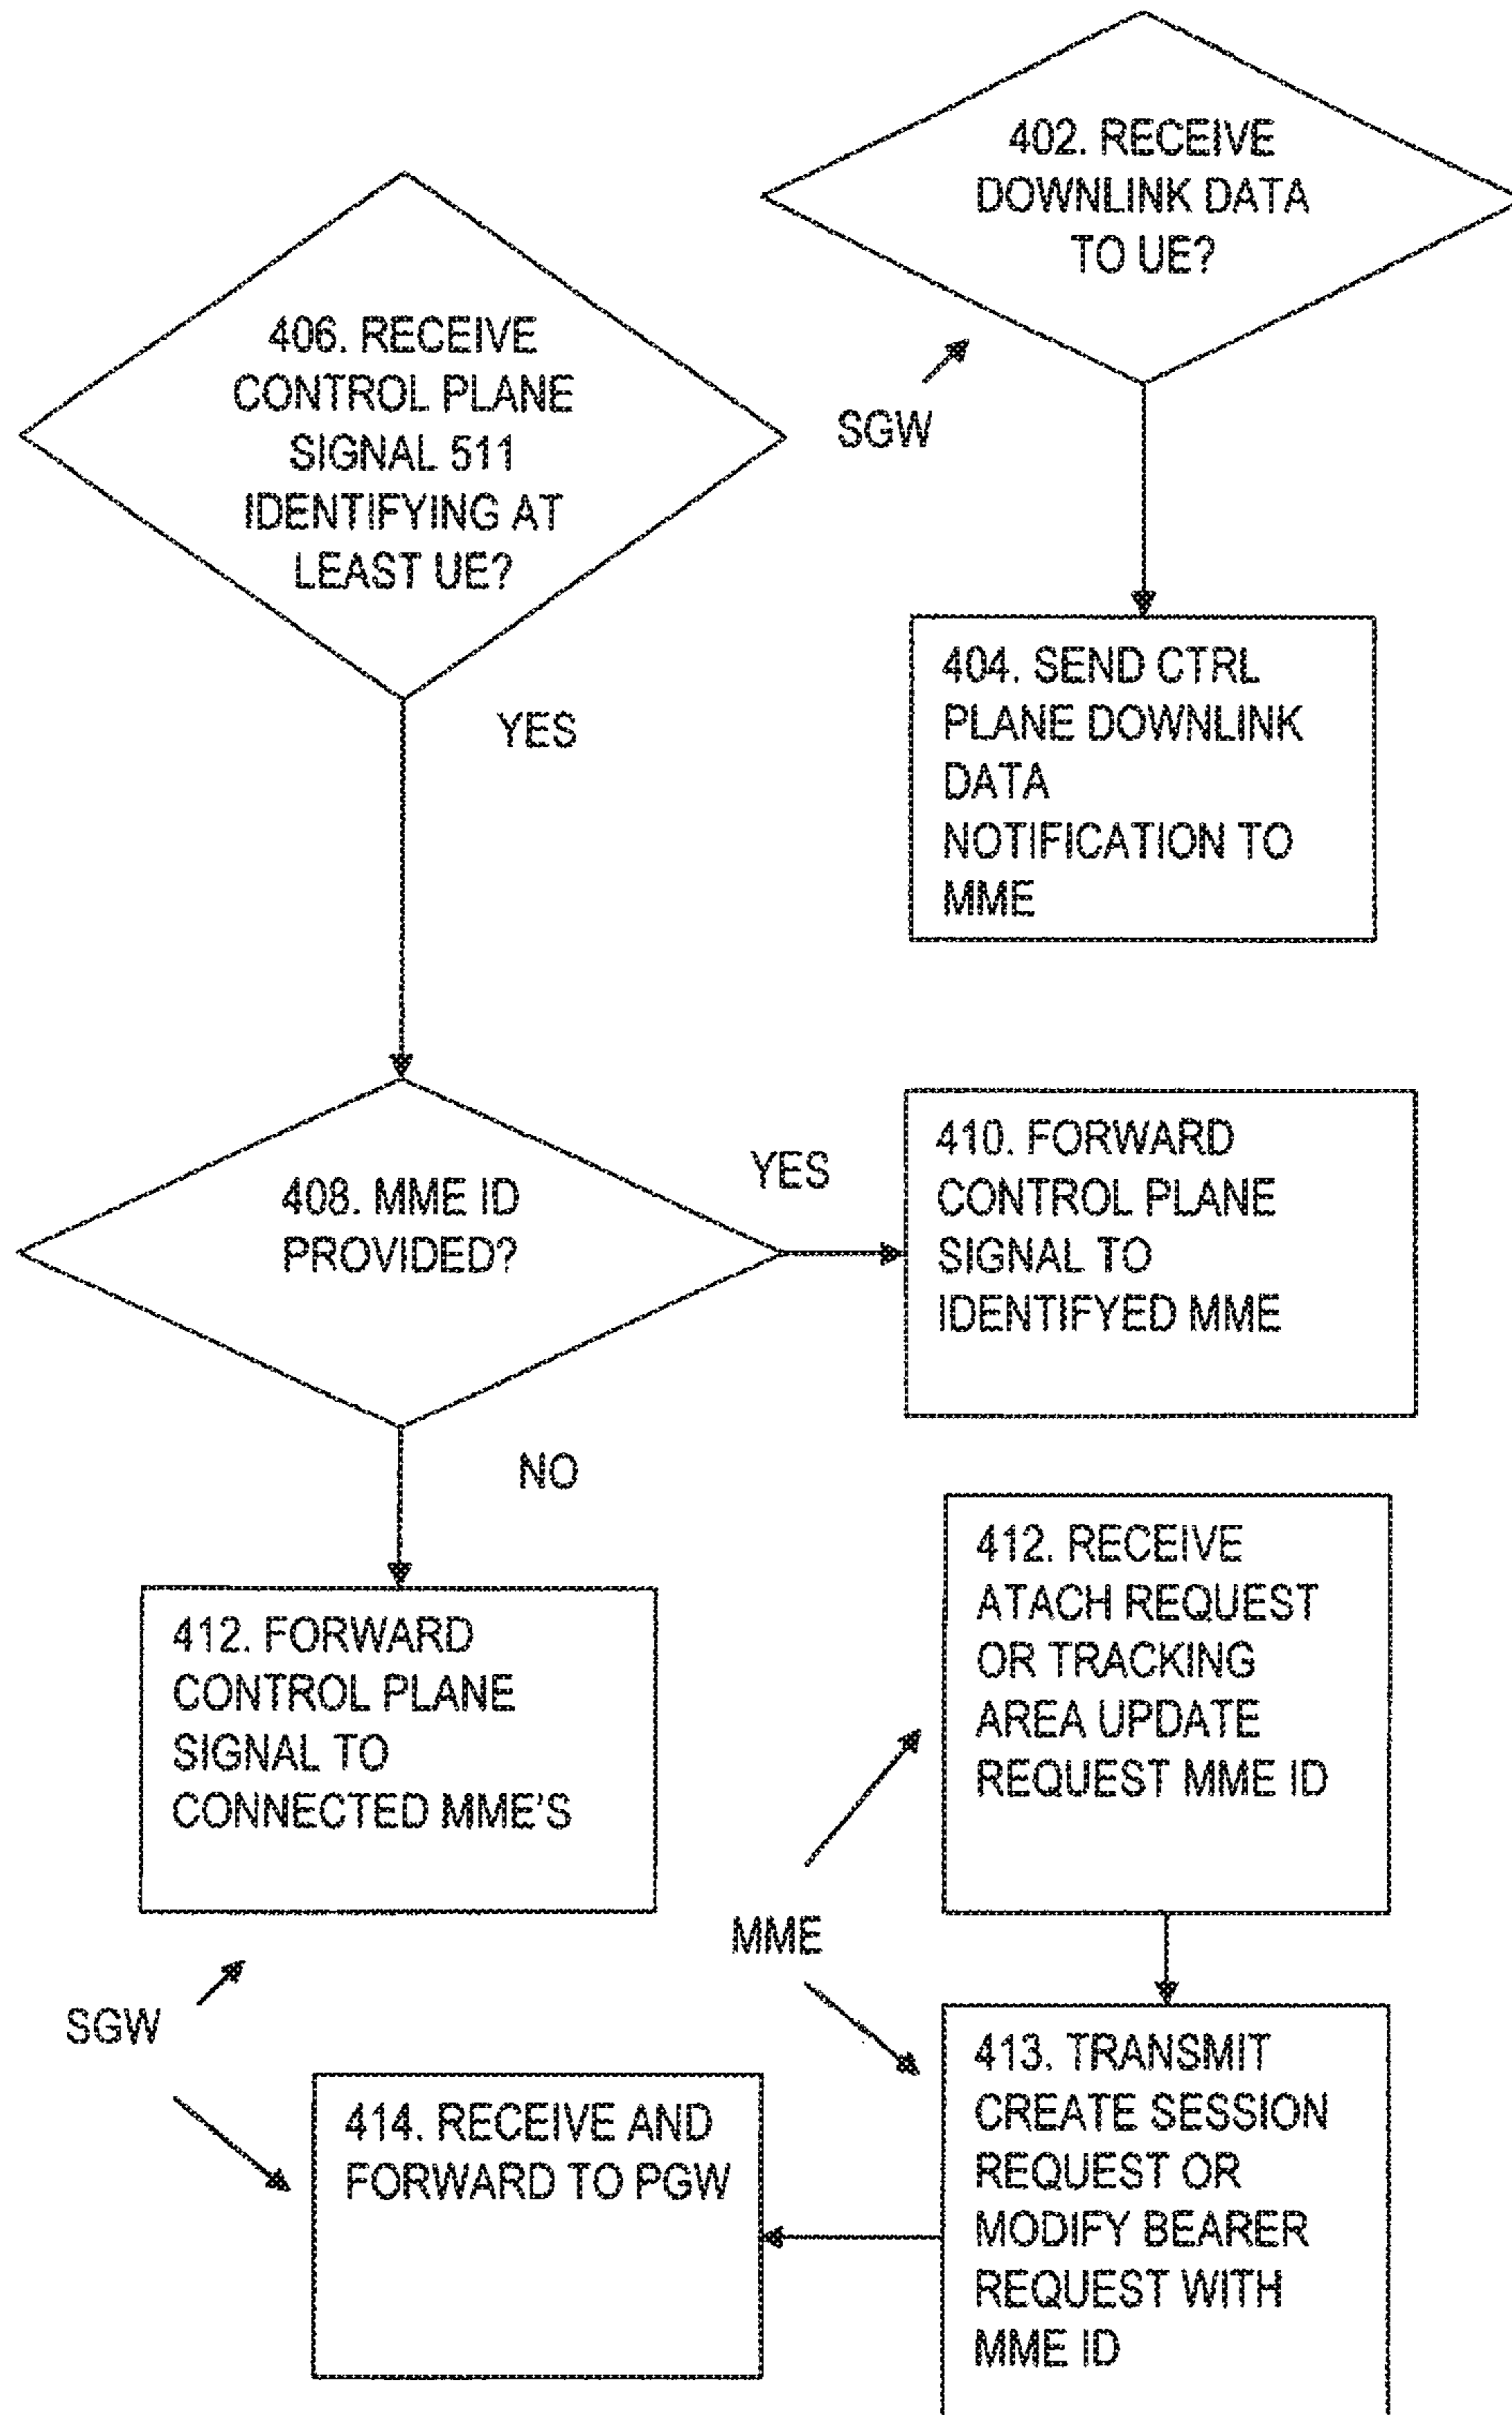 402. RECEIVE
DOWNLINK DATA
TO UE?
406. RECEIVE
CONTROL PLANE
SIGNAL 511
IDENTIFYING AT
LEAST UE?
SGW
404. SEND CTRL
PLANE DOWNLINK
DATA
NOTIFICATION TO
MME
YES
408. MME ID
PROVIDED?
YES
410. FORWARD
CONTROL PLANE
SIGNAL TO
IDENTIFYED MME
NO
412. FORWARD
CONTROL PLANE
SIGNAL TO
CONNECTED MME'S
412. RECEIVE
ATACH REQUEST
OR TRACKING
AREA UPDATE
REQUEST MME ID
MME
SGW
414. RECEIVE AND
FORWARD TO PGW
413. TRANSMIT
CREATE SESSION
REQUEST OR
MODIFY BEARER
REQUEST WITH
MME ID